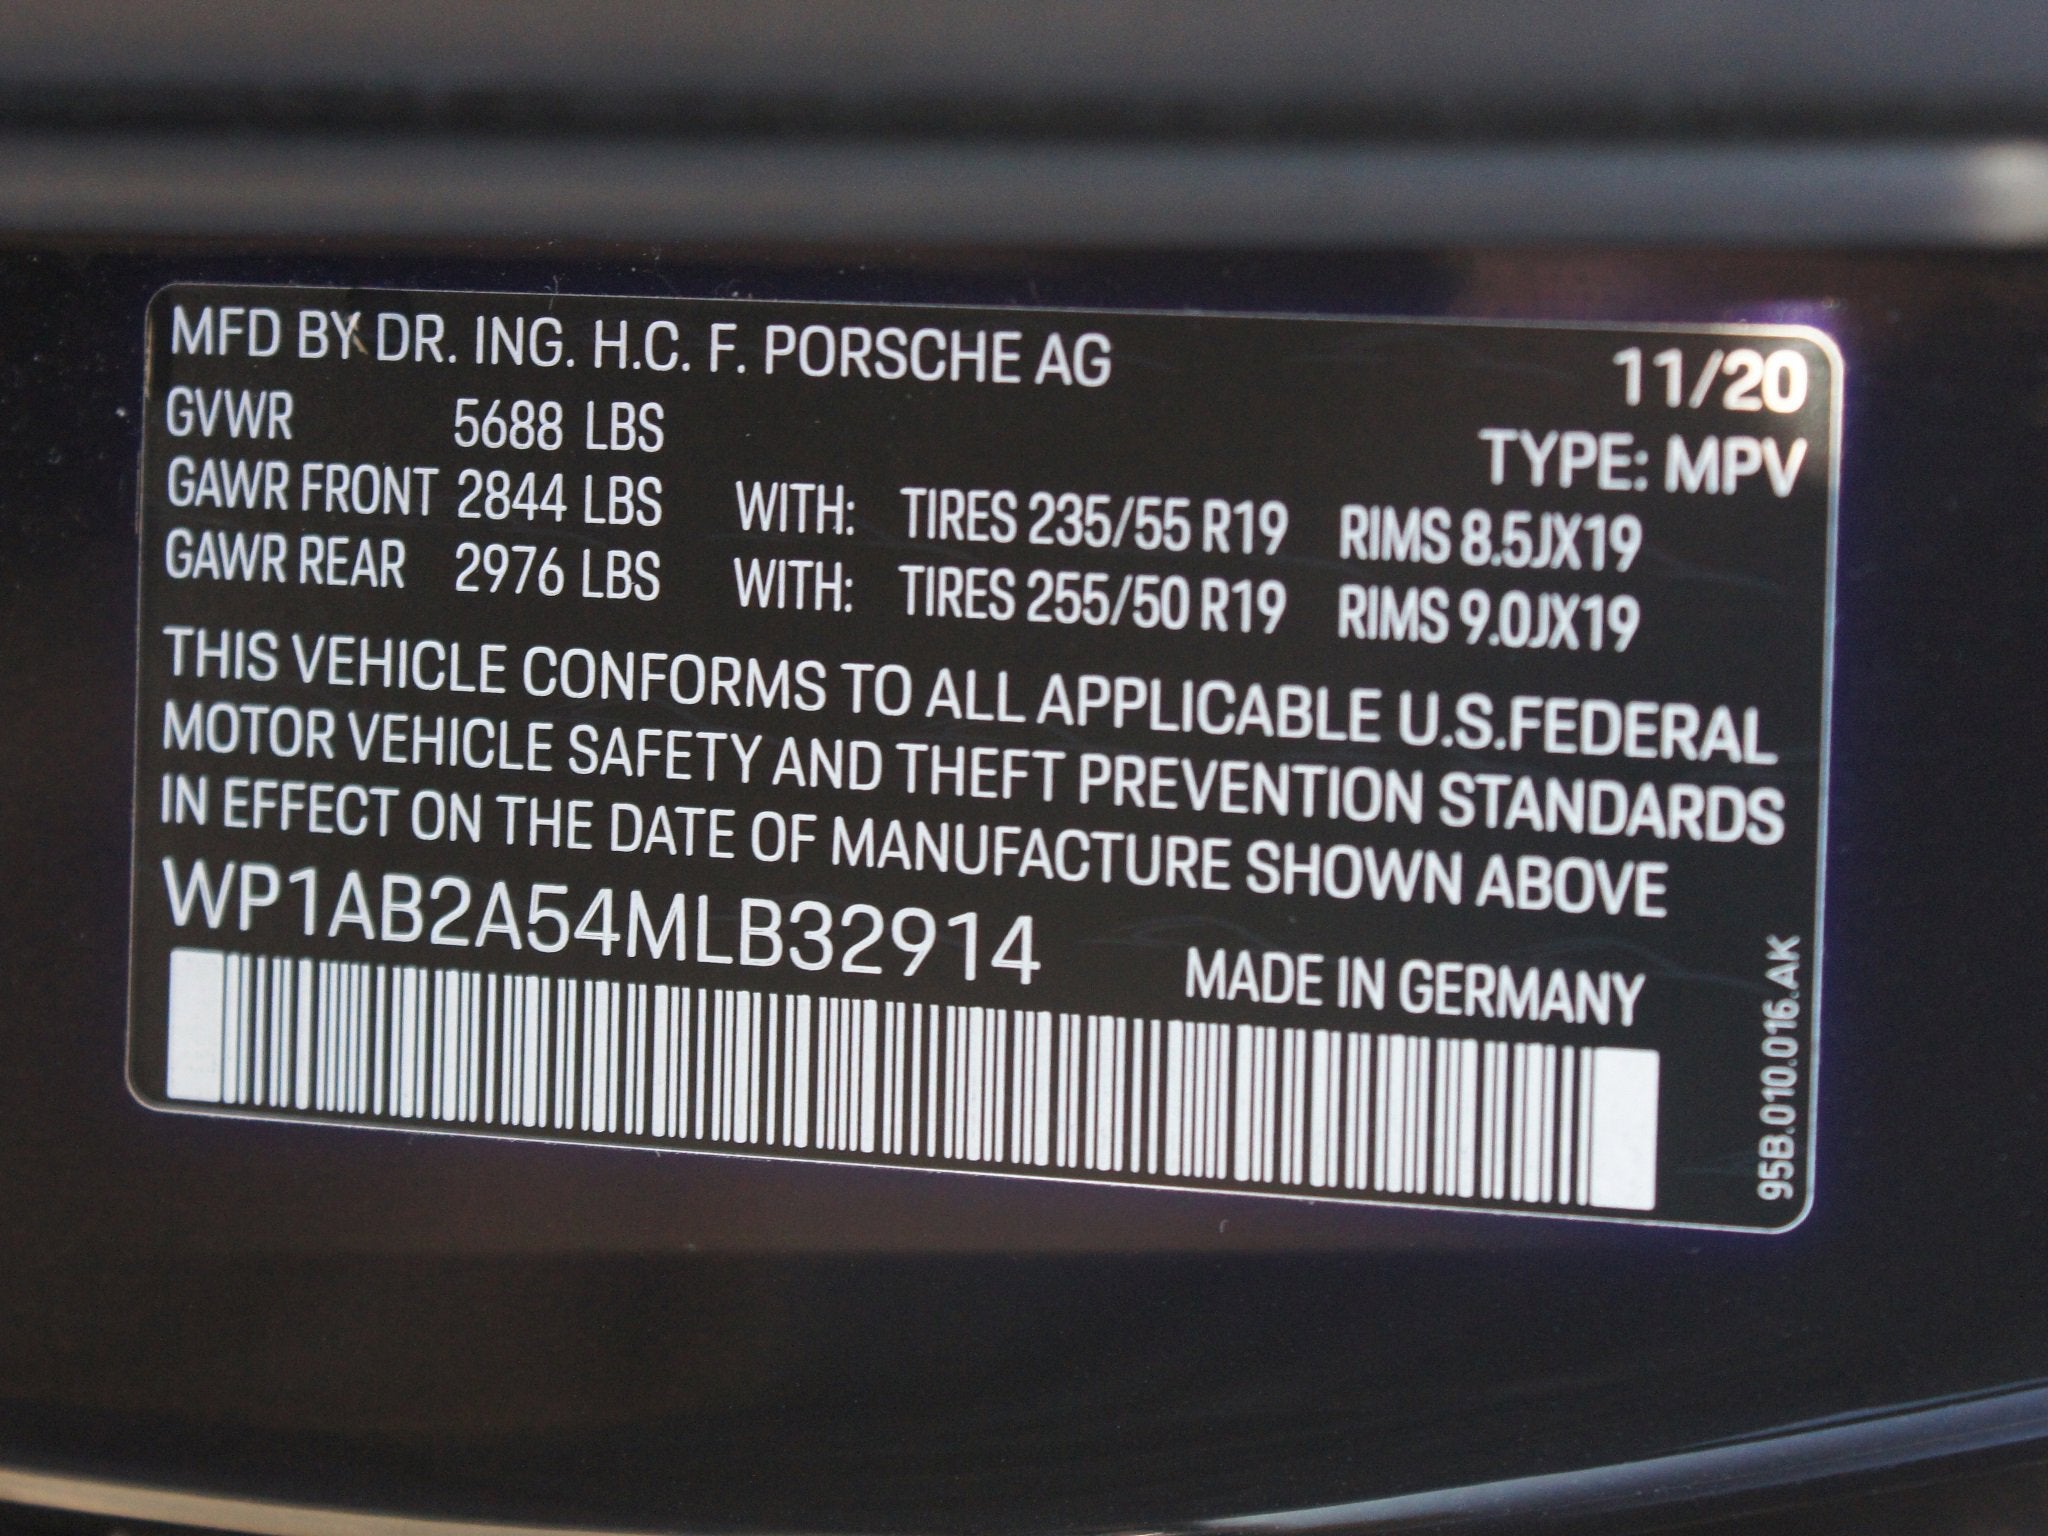 MFD BY DR. ING. H.C. F. PORSCHE AG 11/20
GVWR 5688 LBS TYPE: MPV
GAWR FRONT 2844 LBS WITH: TIRES 235/55 R19 RIMS 8.5JX19
GAWR REAR 2976 LBS WITH: TIRES 255/50 R19 RIMS 9.0JX19
THIS VEHICLE CONFORMS TO ALL APPLICABLE U.S.FEDERAL
MOTOR VEHICLE SAFETY AND THEFT PREVENTION STANDARDS
IN EFFECT ON THE DATE OF MANUFACTURE SHOWN ABOVE
WP1AB2A54MLB32914
MADE IN GERMANY
95B.010.016.AK